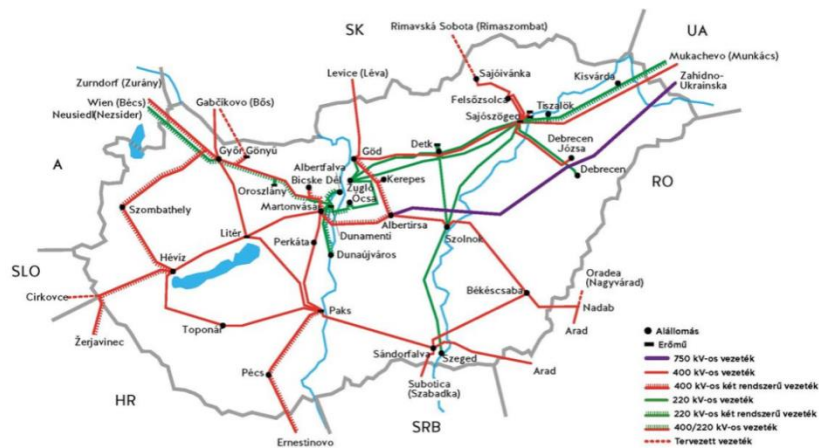 SK
UA
Rimavská Sobota (Rimaszombat)
Mukachevo (Munkács)
Zahidno-
Ukrainska
Levice (Léva)
Sajóivánka
Kisvárda
Zurndorf (Zurány)
Wien (Bécs)
Gabčikovo (Bős)
Neusiedl(Nezsider)
Felsőzsolca
Sajószöged
Tiszalök
Győr
Gönyű
Göd
Detk
Debrecen
Józsa
A
Albertfalva
Bicske Dél
Zugló
Kerepes
Debrecen
RO
Oroszlány
Ócsa
Martonvásár
Szombathely
Dunamenti
Albertirsa
Litér
Perkáta
Szolnok
SLO
Hévíz
Dunaújváros
Oradea
(Nagyvárad)
Cirkovce
Békéscsaba
Nadab
Žerjavinec
Toponár
Paks
Arad
Sándorfalva
Szeged
Arad
Pécs
Subotica
(Szabadka)
HR
SRB
Ernestinovo
Alállomás
Erőmű
750 kV-os vezeték
400 kV-os vezeték
400 kV-os két rendszerű vezeték
220 kV-os vezeték
220 kV-os két rendszerű vezeték
400/220 kV-os vezeték
Tervezett vezeték